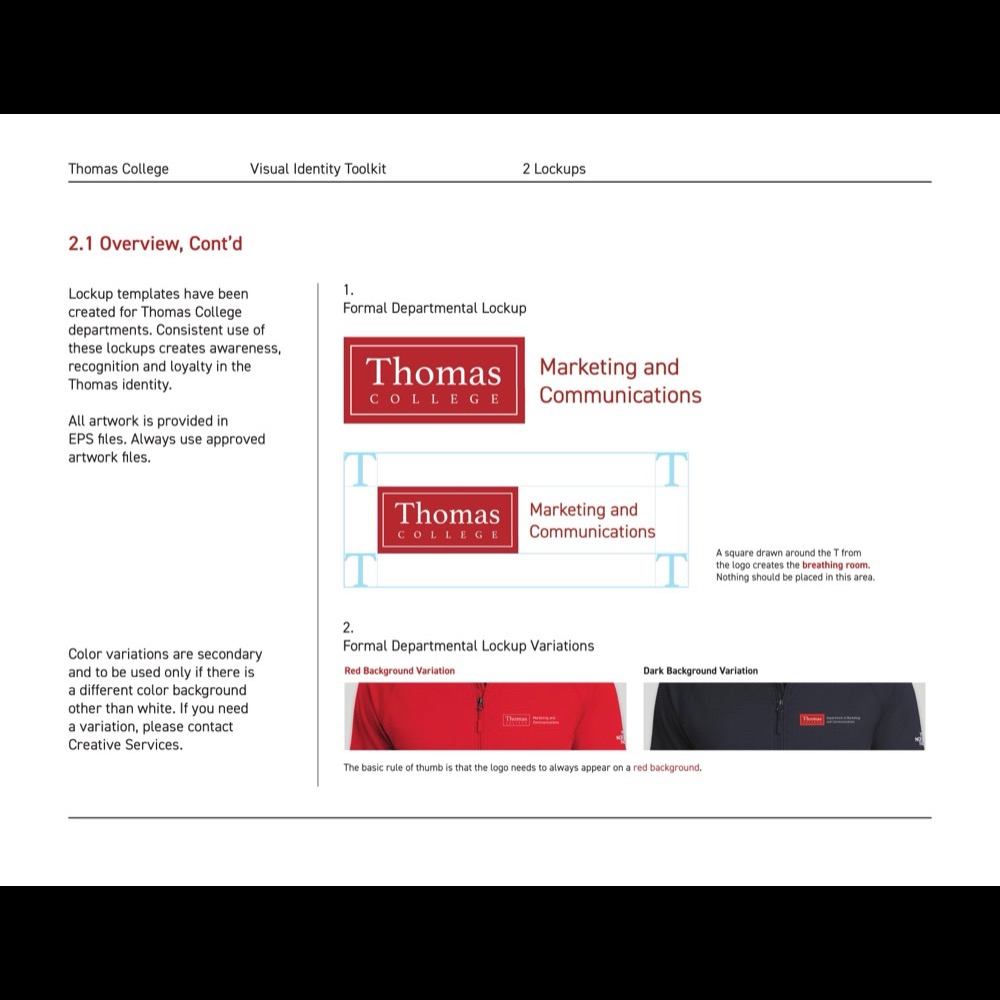 Thomas College
Visual Identity Toolkit
2 Lockups
2.1 Overview, Cont'd
Lockup templates have been
created for Thomas College
departments. Consistent use of
these lockups creates awareness,
recognition and loyalty in the
Thomas identity.
All artwork is provided in
EPS files. Always use approved
artwork files.
Color variations are secondary
and to be used only if there is
a different color background
other than white. If you need
a variation, please contact
Creative Services.
1.
Formal Departmental Lockup
Thomas
COLLEGE
Marketing and
Communications
T
T
Thomas
COLLEGE
Marketing and
Communications
T
T
A square drawn around the T from
the logo creates the breathing room.
Nothing should be placed in this area.
2.
Formal Departmental Lockup Variations
Red Background Variation
Thomas
COLLEGE
Marketing and
Communications
Dark Background Variation
Thomas
Department of Marketing
and Communications
The basic rule of thumb is that the logo needs to always appear on a red background.